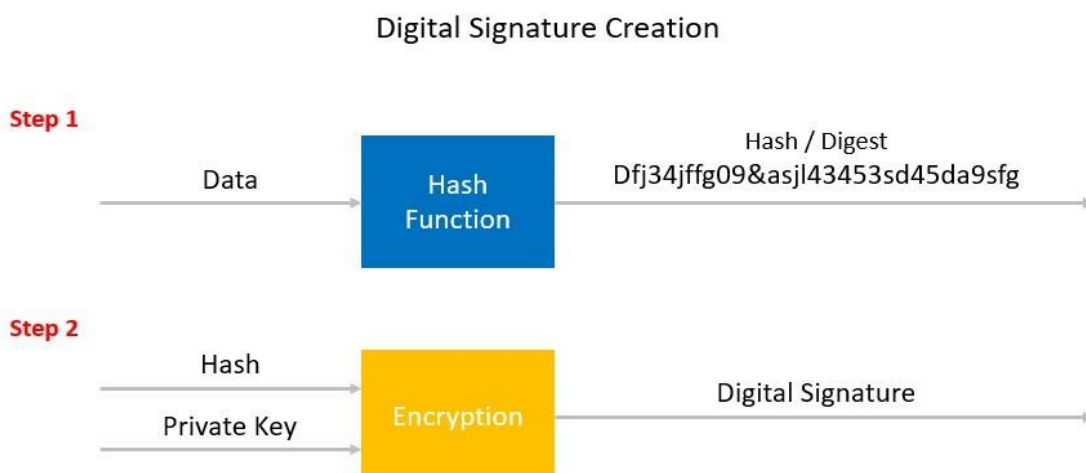 Digital Signature Creation
Step 1
Data
Hash
Function
Hash / Digest
Dfj34jffg09&asjl43453sd45da9sfg
Step 2
Hash
Private Key
Encryption
Digital Signature